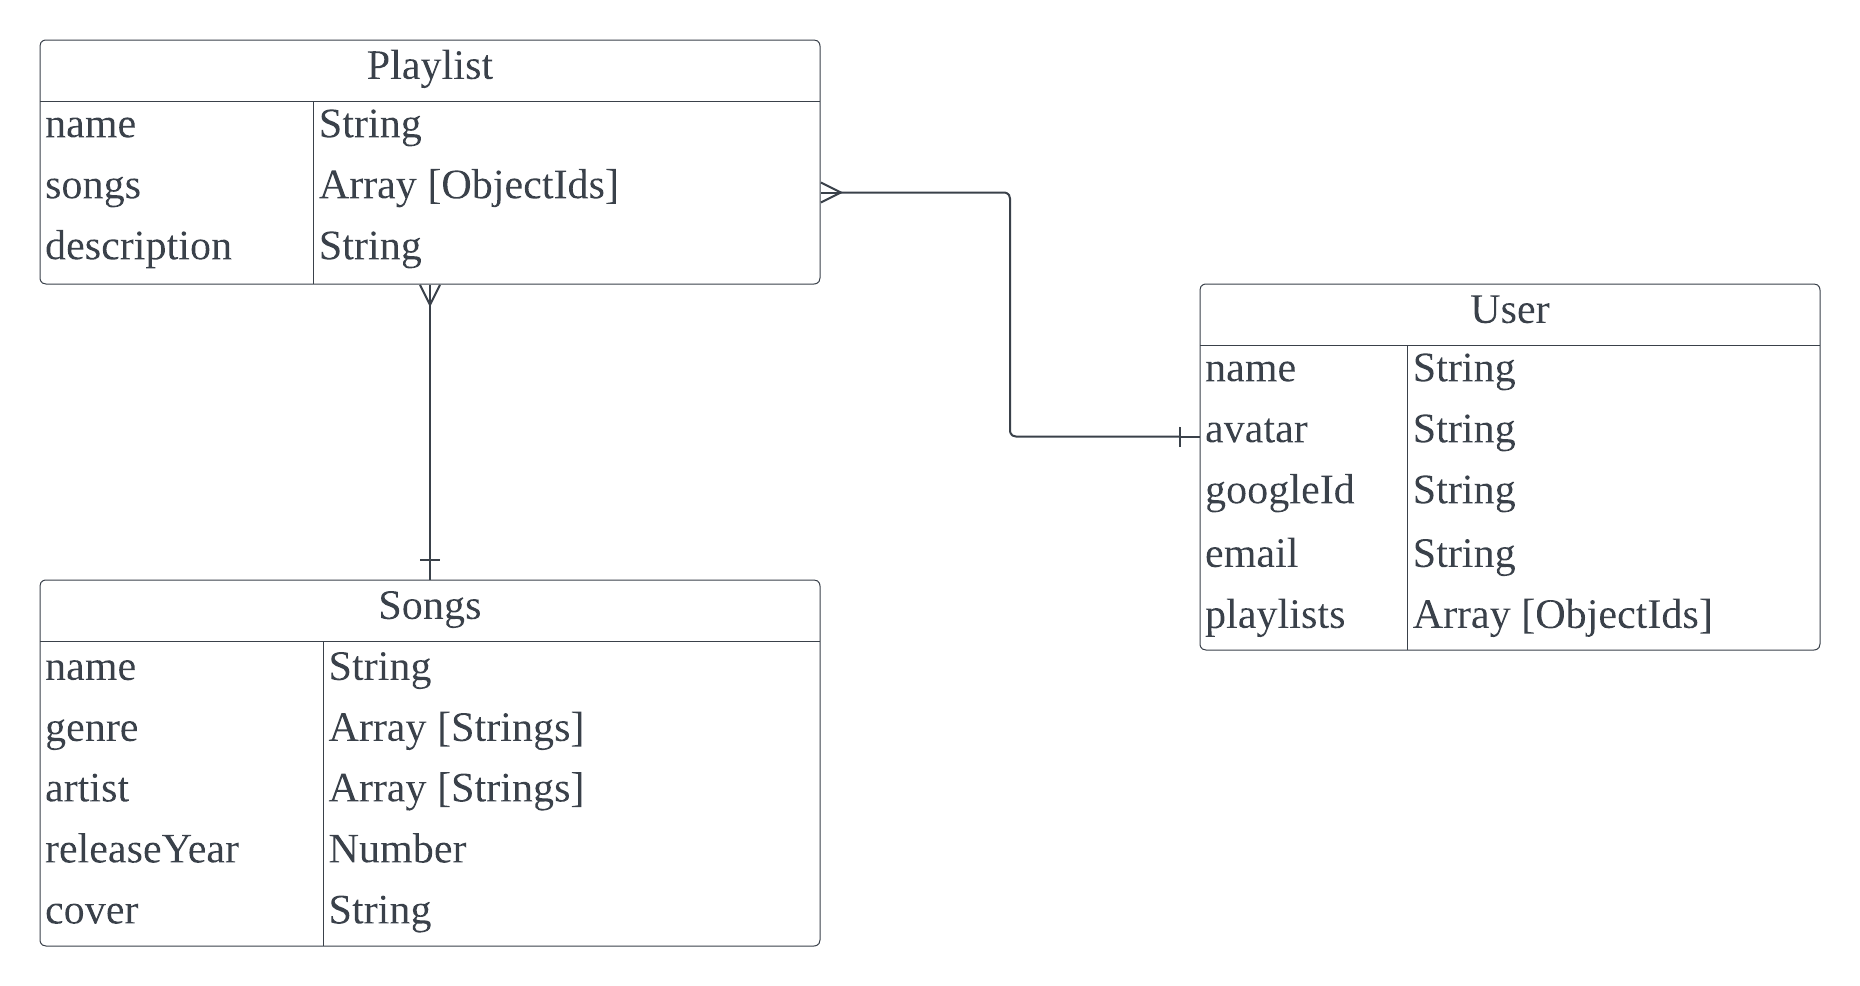 Playlist
name String
songs Array [ObjectIds]
description String
User
name String
avatar String
googleId String
email String
playlists Array [ObjectIds]
Songs
name String
genre Array [Strings]
artist Array [Strings]
releaseYear Number
cover String